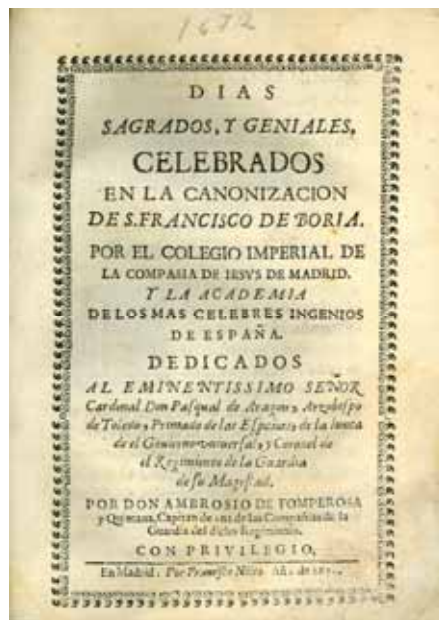 1672
DIAS
SAGRADOS, Y GENIALES,
CELEBRADOS
EN LA CANONIZACION
DE S. FRANCISCO DE BORIA.
POR EL COLEGIO IMPERIAL DE
LA COMPAÑIA DE IESVS DE MADRID.
Y LA ACADEMIA
DE LOS MAS CELEBRES INGENIOS
DE ESPAÑA.
DEDICADOS
AL EMINENTISSIMO SEÑOR
Cardenal Don Pasqual de Aragon, Arzobispo
de Toledo, Primado de las Españas, de la Iunta
de el Govierno vniversal, y Coronel de
el Regimiento de la Guardia
de su Magestad.
POR DON AMBROSIO DE FOMPEROSA
y Quintana, Capitan de vna de las Compañias de la
Guardia del dicho Regimiento.
CON PRIVILEGIO,
En Madrid: Por Francisco Nieto. Año de